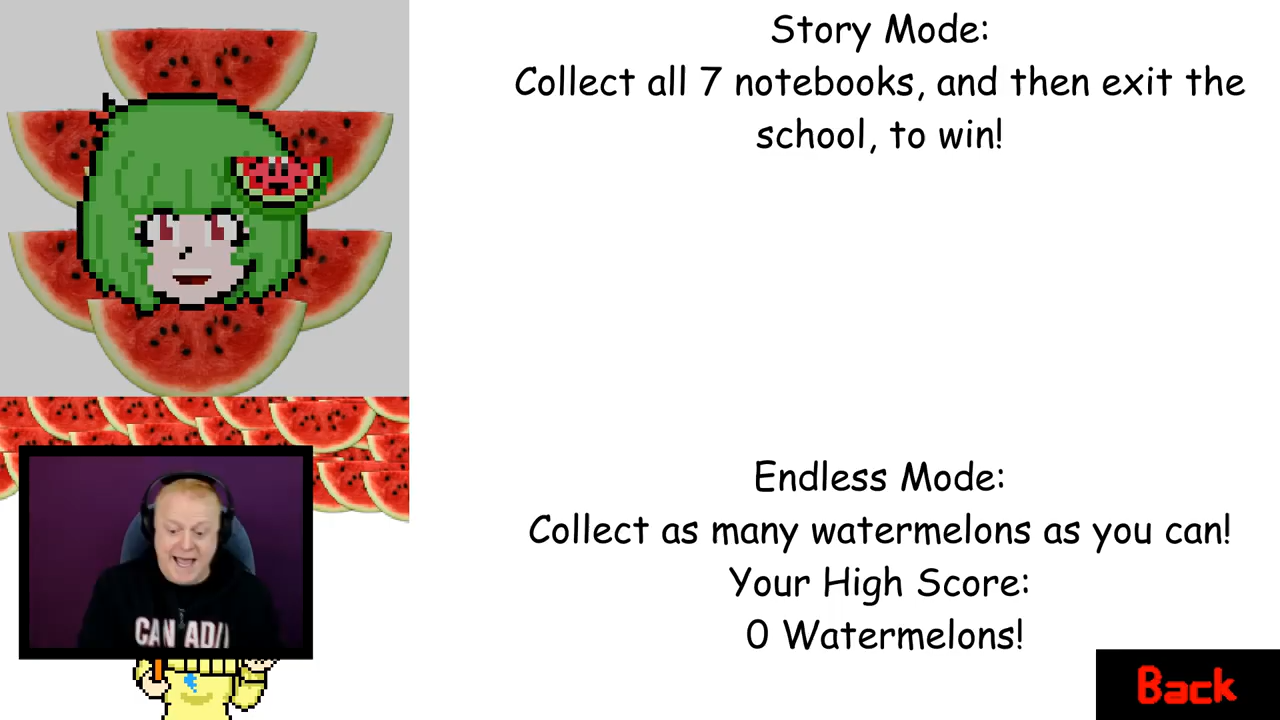 Story Mode:
Collect all 7 notebooks, and then exit the
school, to win!
Endless Mode:
Collect as many watermelons as you can!
Your High Score:
0 Watermelons!
Back
CANADA